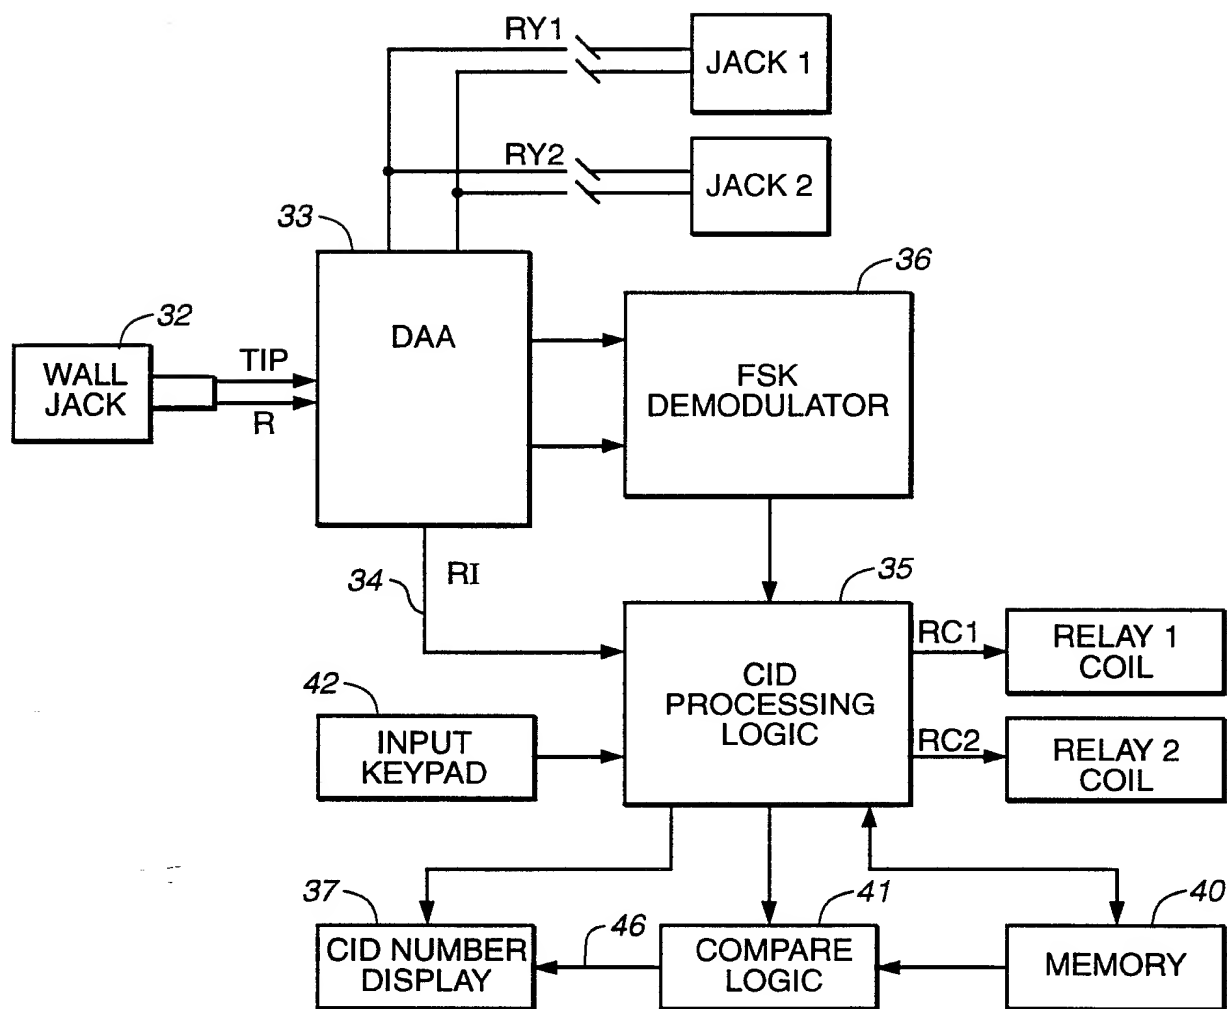 RY1
JACK 1
RY2
JACK 2
33
36
32
DAA
TIP
WALL
JACK
R
FSK
DEMODULATOR
34
RI
35
RC1
RELAY 1
COIL
CID
PROCESSING
LOGIC
42
INPUT
KEYPAD
RC2
RELAY 2
COIL
37
41
40
CID NUMBER
DISPLAY
46
COMPARE
LOGIC
MEMORY